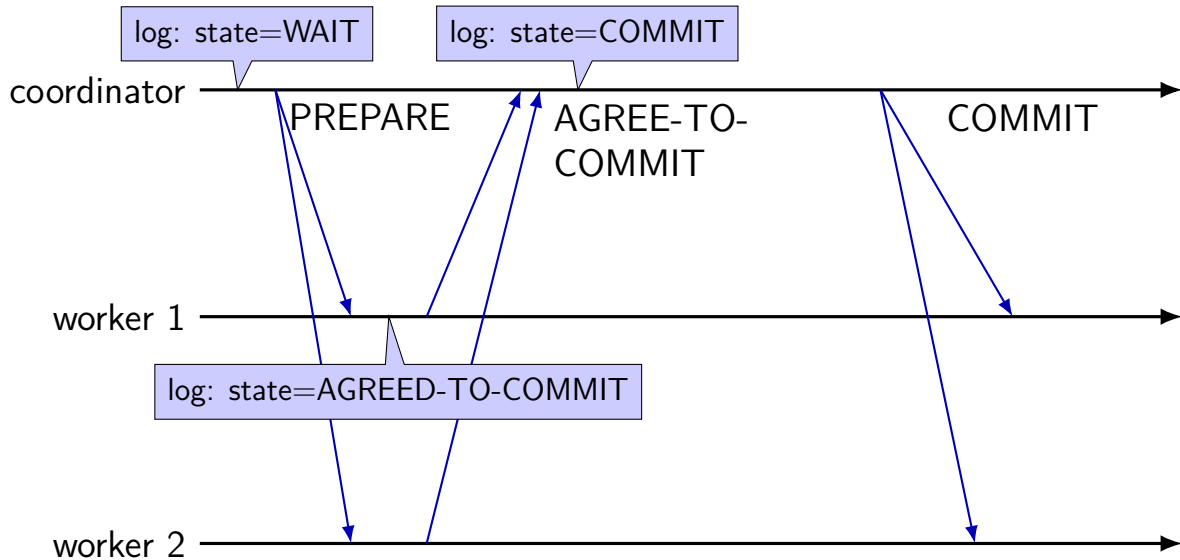 log: state=WAIT
log: state=COMMIT
coordinator
PREPARE
AGREE-TO-
COMMIT
COMMIT
worker 1
log: state=AGREED-TO-COMMIT
worker 2